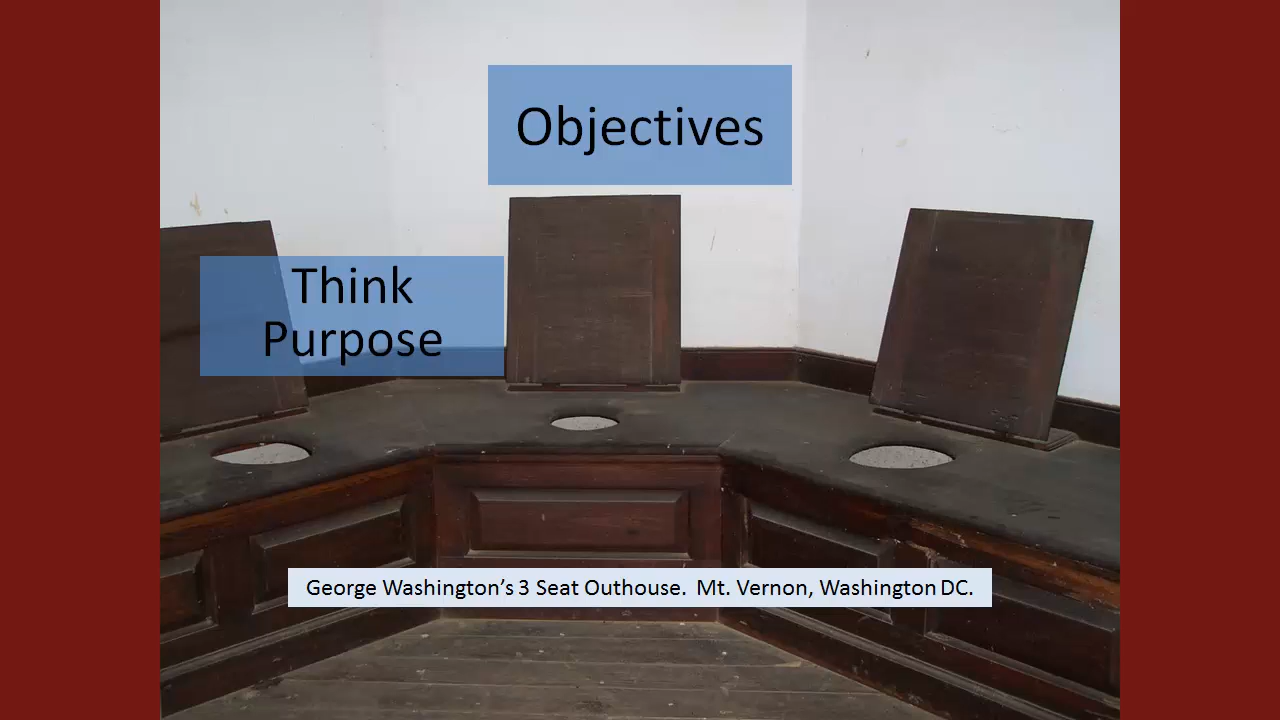 Objectives
Think
Purpose
George Washington’s 3 Seat Outhouse.  Mt. Vernon, Washington DC.